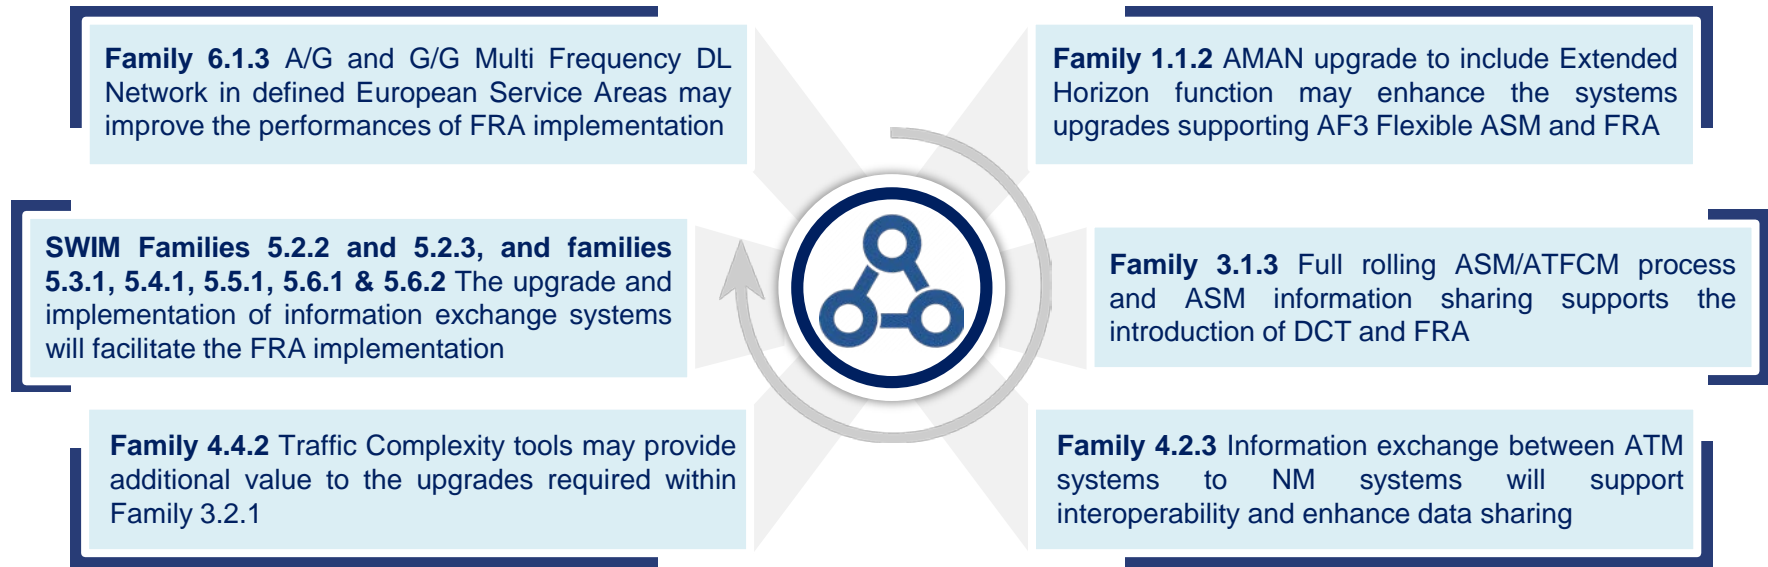 Family 6.1.3 A/G and G/G Multi Frequency DL
Network in defined European Service Areas may
improve the performances of FRA implementation
Family 1.1.2 AMAN upgrade to include Extended
Horizon function may enhance the systems
upgrades supporting AF3 Flexible ASM and FRA
SWIM Families 5.2.2 and 5.2.3, and families
5.3.1, 5.4.1, 5.5.1, 5.6.1 & 5.6.2 The upgrade and
implementation of information exchange systems
will facilitate the FRA implementation
Family 3.1.3 Full rolling ASM/ATFCM process
and ASM information sharing supports the
introduction of DCT and FRA
Family 4.4.2 Traffic Complexity tools may provide
additional value to the upgrades required within
Family 3.2.1
Family 4.2.3 Information exchange between ATM
systems to NM systems will support
interoperability and enhance data sharing